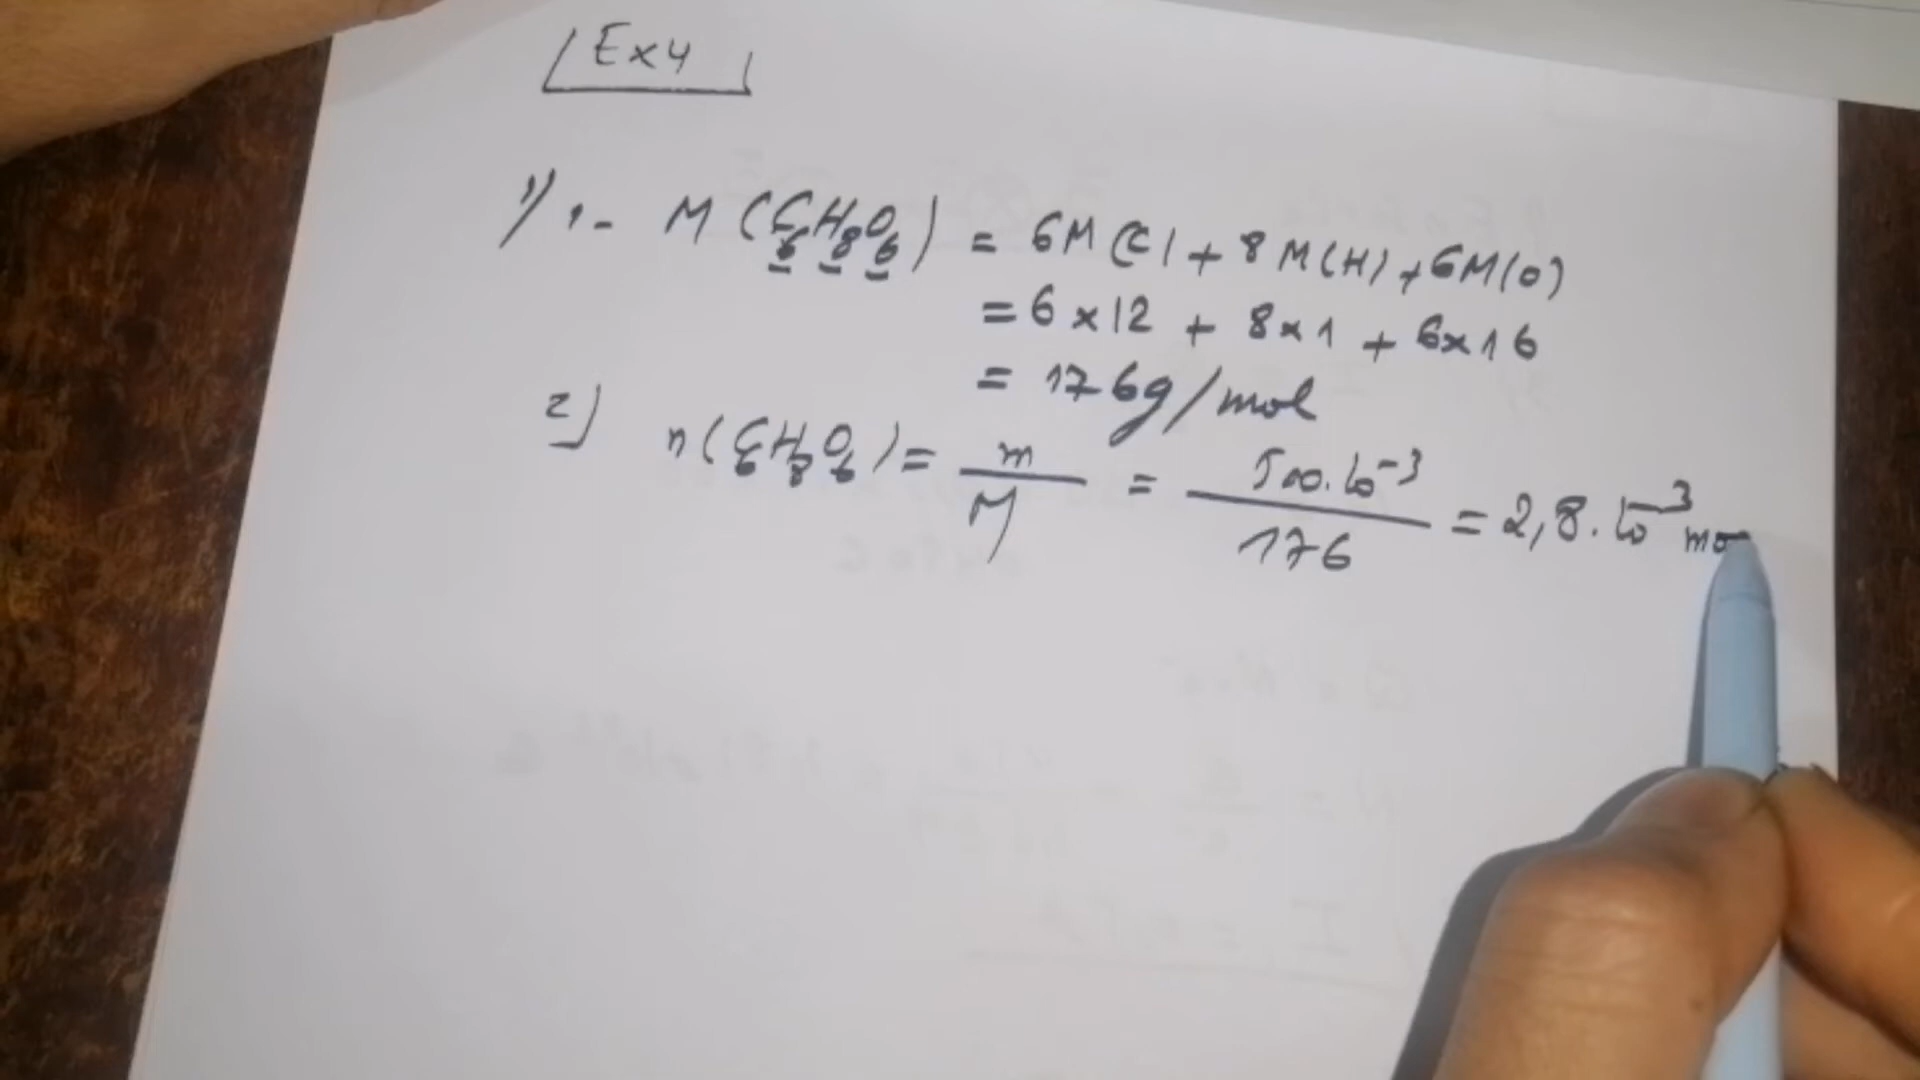 Ex4
1) 1.- M(C₆H₈O₆) = 6M(C) + 8M(H) + 6M(O)
= 6 x 12 + 8 x 1 + 6 x 16
= 176g/mol
2) n(C₆H₈O₆) = m/M = 500.10⁻³/176 = 2,8.10⁻³ mo